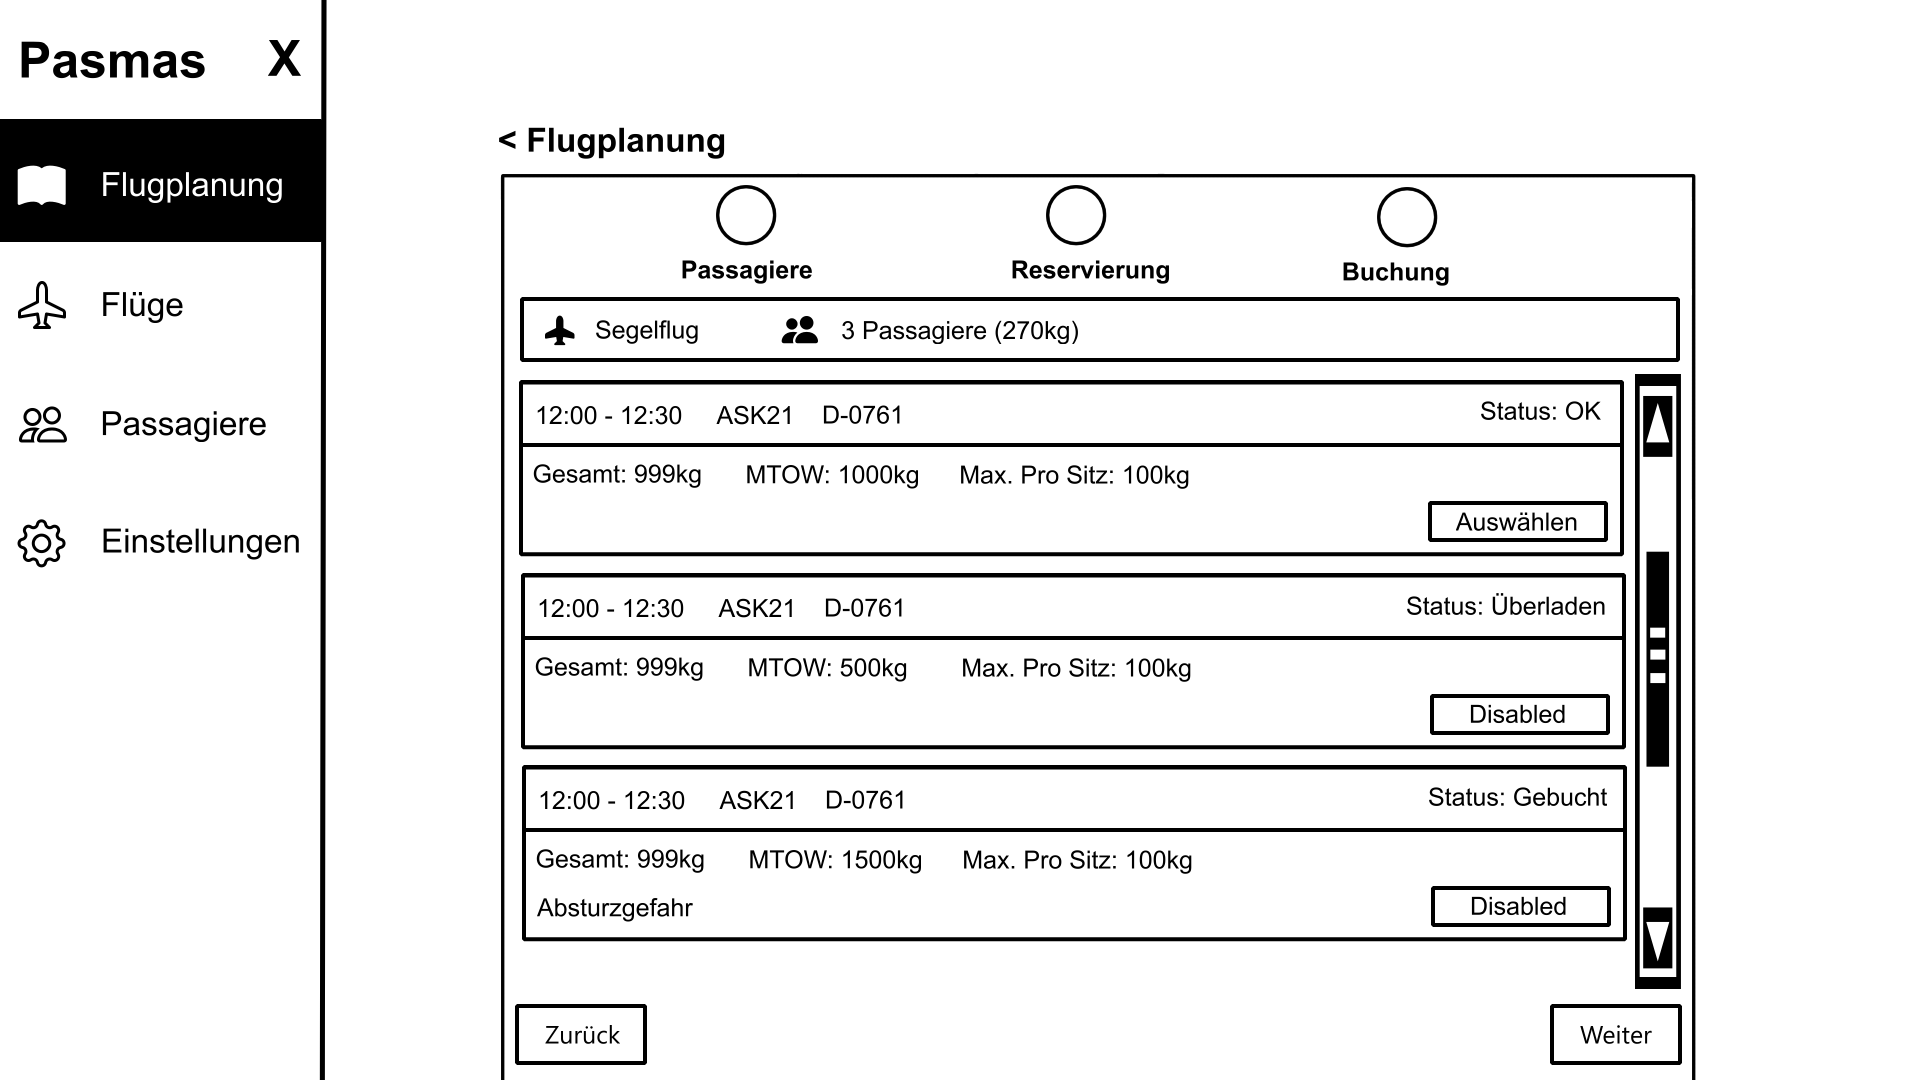 Pasmas X
Flugplanung
Flüge
Passagiere
Einstellungen
< Flugplanung
Passagiere Reservierung Buchung
Segelflug 3 Passagiere (270kg)
12:00 - 12:30 ASK21 D-0761 Status: OK
Gesamt: 999kg MTOW: 1000kg Max. Pro Sitz: 100kg
Auswählen
12:00 - 12:30 ASK21 D-0761 Status: Überladen
Gesamt: 999kg MTOW: 500kg Max. Pro Sitz: 100kg
Disabled
12:00 - 12:30 ASK21 D-0761 Status: Gebucht
Gesamt: 999kg MTOW: 1500kg Max. Pro Sitz: 100kg
Absturzgefahr Disabled
Zurück Weiter